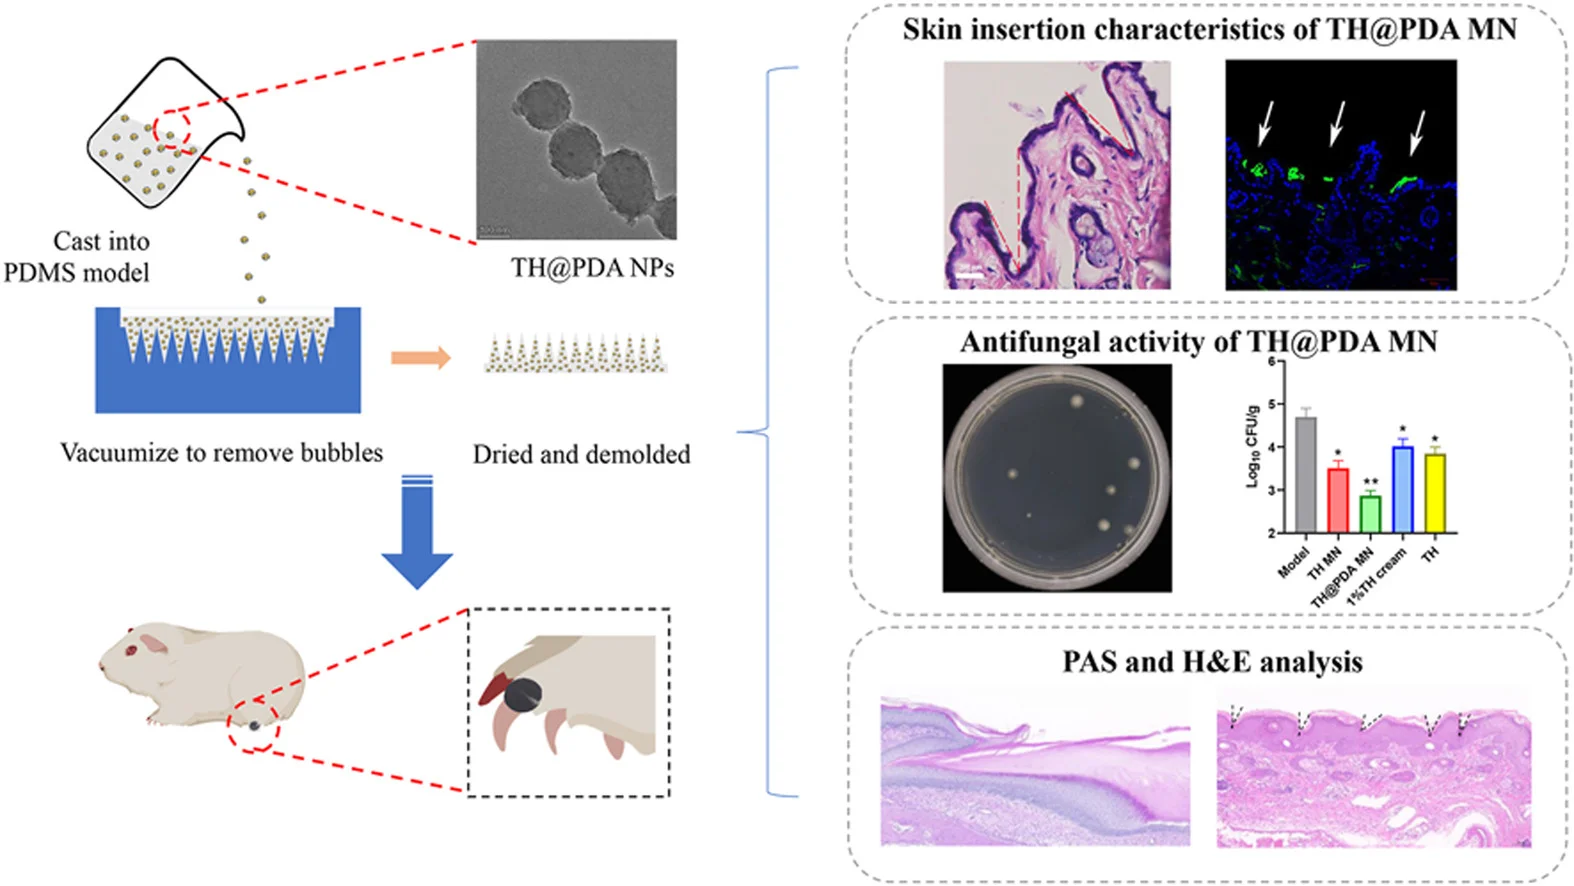 Cast into
PDMS model
TH@PDA NPs
Vacuumize to remove bubbles
Dried and demolded
Skin insertion characteristics of TH@PDA MN
Antifungal activity of TH@PDA MN
Log10 CFU/g
6
5
4
3
2
*
**
*
*
Model
TH MN
TH@PDA MN
1%TH cream
TH
PAS and H&E analysis